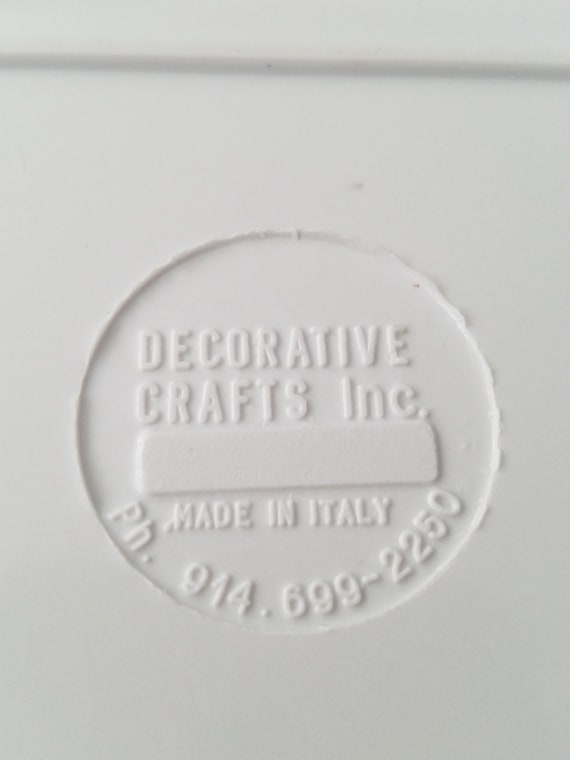 DECORATIVE
CRAFTS Inc.
MADE IN ITALY
Ph. 914.699-2250